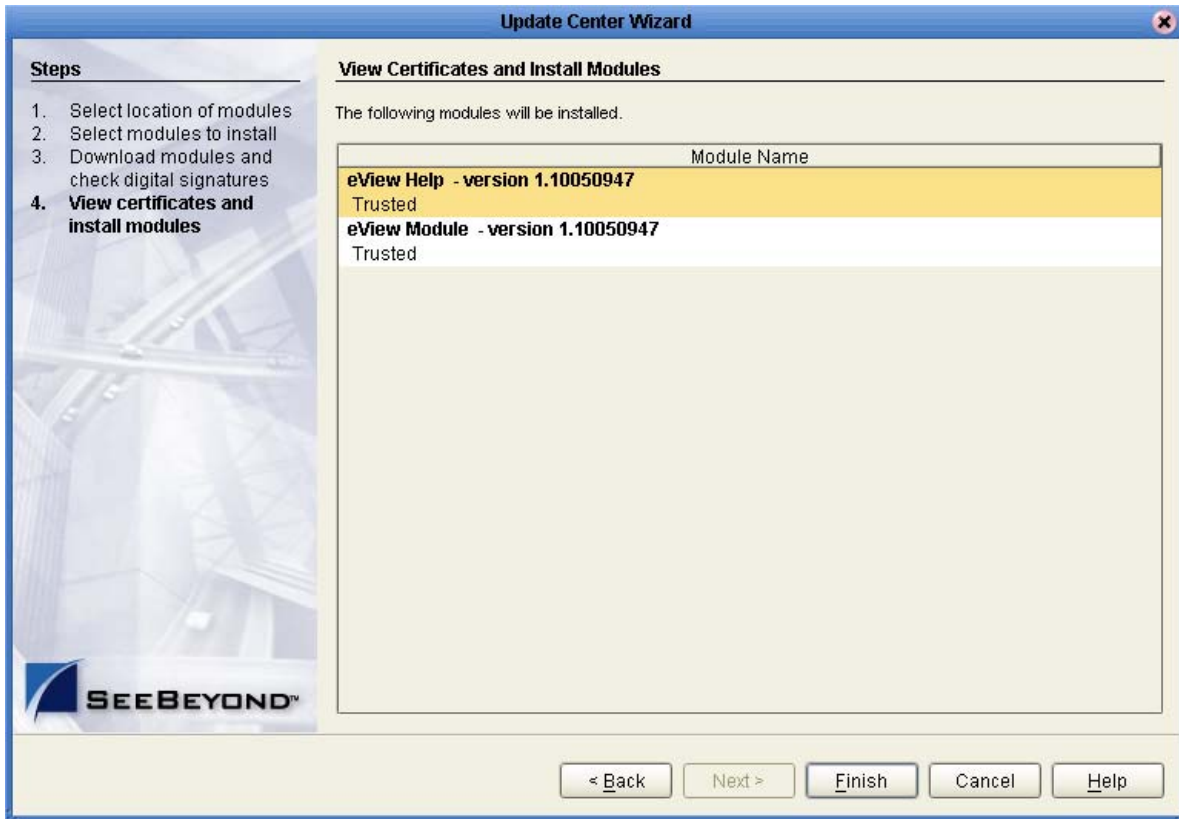 Update Center Wizard
Steps
1. Select location of modules
2. Select modules to install
3. Download modules and
check digital signatures
4. View certificates and
install modules
SEEBEYOND™
View Certificates and Install Modules
The following modules will be installed.
Module Name
eView Help - version 1.10050947
Trusted
eView Module - version 1.10050947
Trusted
< Back
Next >
Finish
Cancel
Help